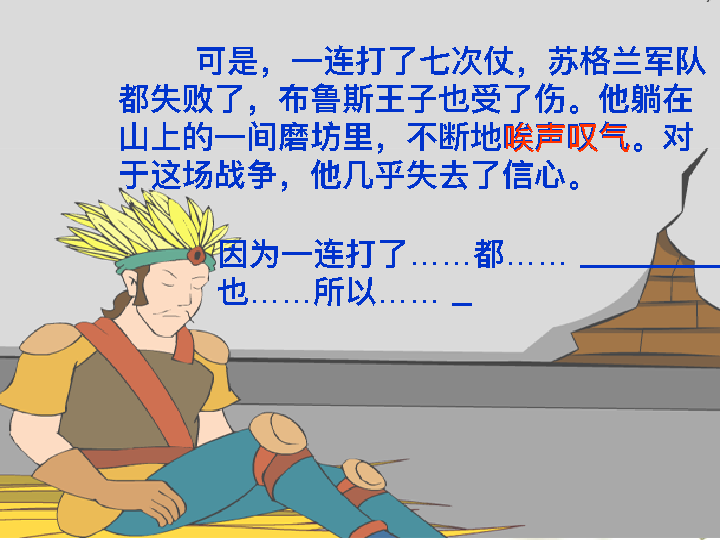 可是，一连打了七次仗，苏格兰军队
都失败了，布鲁斯王子也受了伤。他躺在
山上的一间磨坊里，不断地唉声叹气。对
于这场战争，他几乎失去了信心。
因为一连打了……都…… ________
也……所以…… _